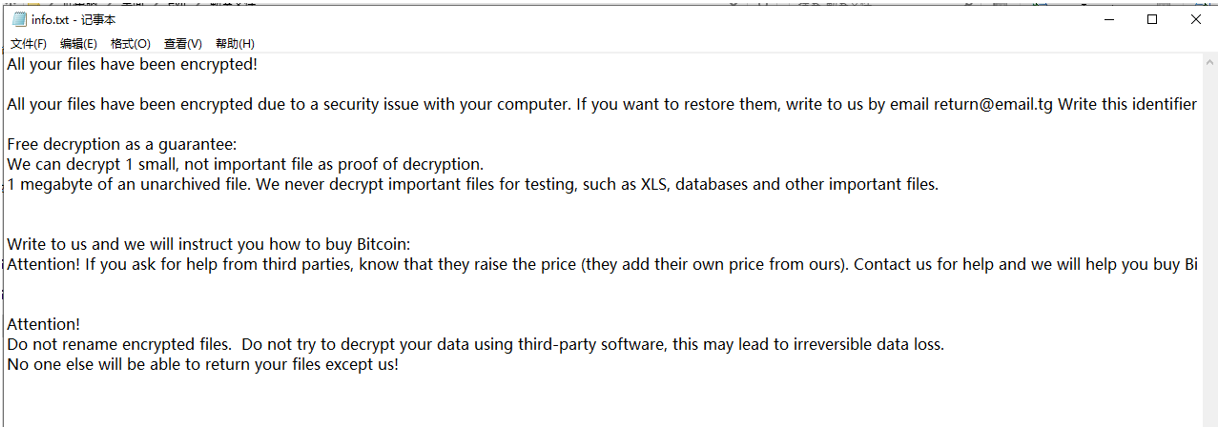 info.txt - 记事本
文件(F) 编辑(E) 格式(O) 查看(V) 帮助(H)
All your files have been encrypted!
All your files have been encrypted due to a security issue with your computer. If you want to restore them, write to us by email return@email.tg Write this identifier
Free decryption as a guarantee:
We can decrypt 1 small, not important file as proof of decryption.
1 megabyte of an unarchived file. We never decrypt important files for testing, such as XLS, databases and other important files.
Write to us and we will instruct you how to buy Bitcoin:
Attention! If you ask for help from third parties, know that they raise the price (they add their own price from ours). Contact us for help and we will help you buy Bi
Attention!
Do not rename encrypted files.  Do not try to decrypt your data using third-party software, this may lead to irreversible data loss.
No one else will be able to return your files except us!